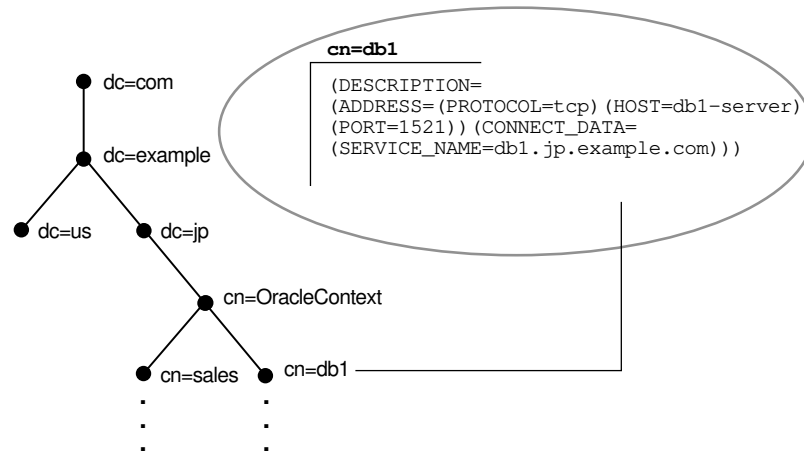 cn=db1
(DESCRIPTION=
(ADDRESS=(PROTOCOL=tcp)(HOST=db1-server)
(PORT=1521))(CONNECT_DATA=
(SERVICE_NAME=db1.jp.example.com)))
dc=com
dc=example
dc=us
dc=jp
cn=OracleContext
cn=sales
cn=db1